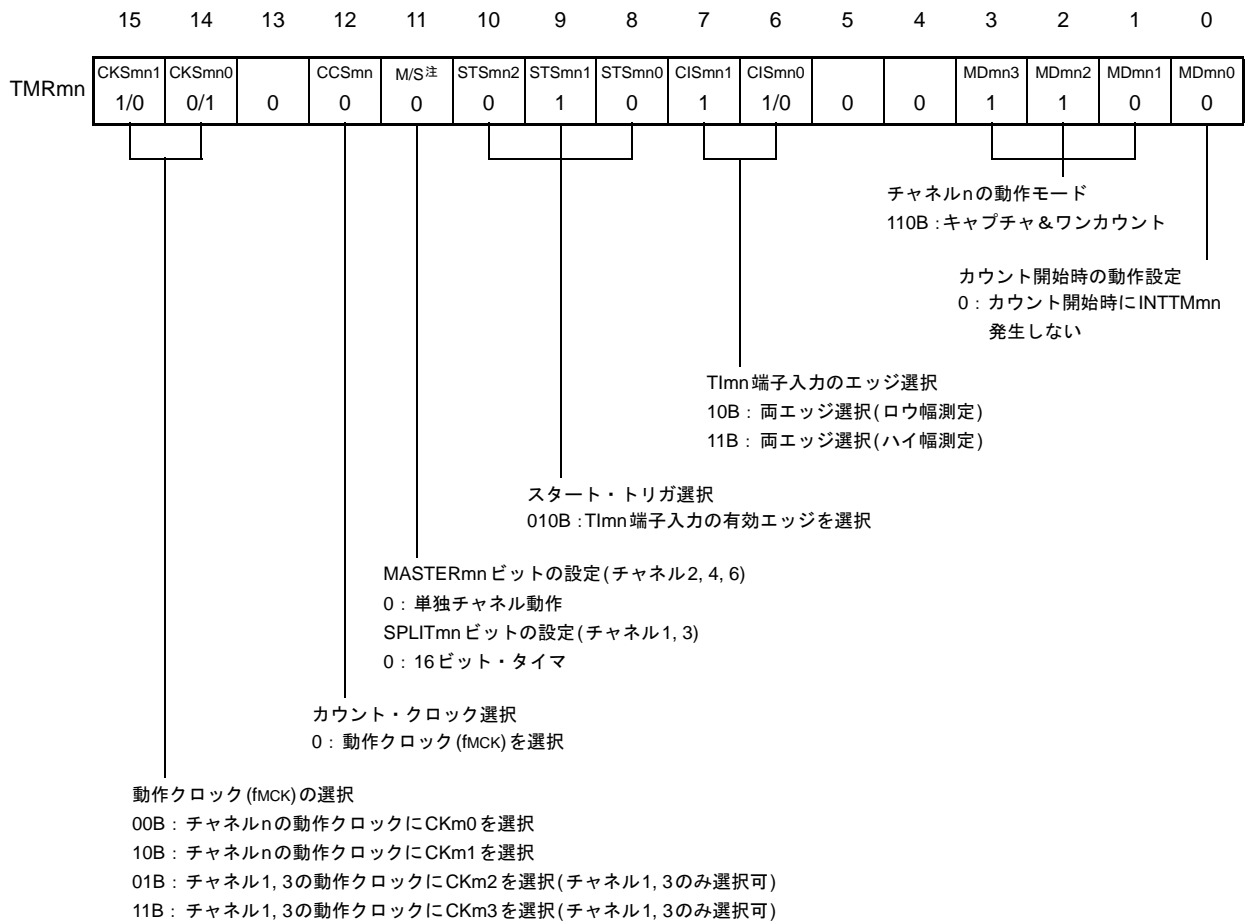 15 14 13 12 11 10 9 8 7 6 5 4 3 2 1 0
TMRmn
CKSmn1 CKSmn0 CCSmn M/S注 STSmn2 STSmn1 STSmn0 CISmn1 CISmn0 MDmn3 MDmn2 MDmn1 MDmn0
1/0 0/1 0 0 0 0 1 0 1 1/0 0 0 1 1 0 0
チャネルnの動作モード
110B：キャプチャ＆ワンカウント
カウント開始時の動作設定
0：カウント開始時にINTTMmn
発生しない
TImn端子入力のエッジ選択
10B：両エッジ選択(ロウ幅測定)
11B：両エッジ選択(ハイ幅測定)
スタート・トリガ選択
010B：TImn端子入力の有効エッジを選択
MASTERmnビットの設定(チャネル2, 4, 6)
0：単独チャネル動作
SPLITmnビットの設定(チャネル1, 3)
0：16ビット・タイマ
カウント・クロック選択
0：動作クロック(fMCK)を選択
動作クロック(fMCK)の選択
00B：チャネルnの動作クロックにCKm0を選択
10B：チャネルnの動作クロックにCKm1を選択
01B：チャネル1, 3の動作クロックにCKm2を選択(チャネル1, 3のみ選択可)
11B：チャネル1, 3の動作クロックにCKm3を選択(チャネル1, 3のみ選択可)